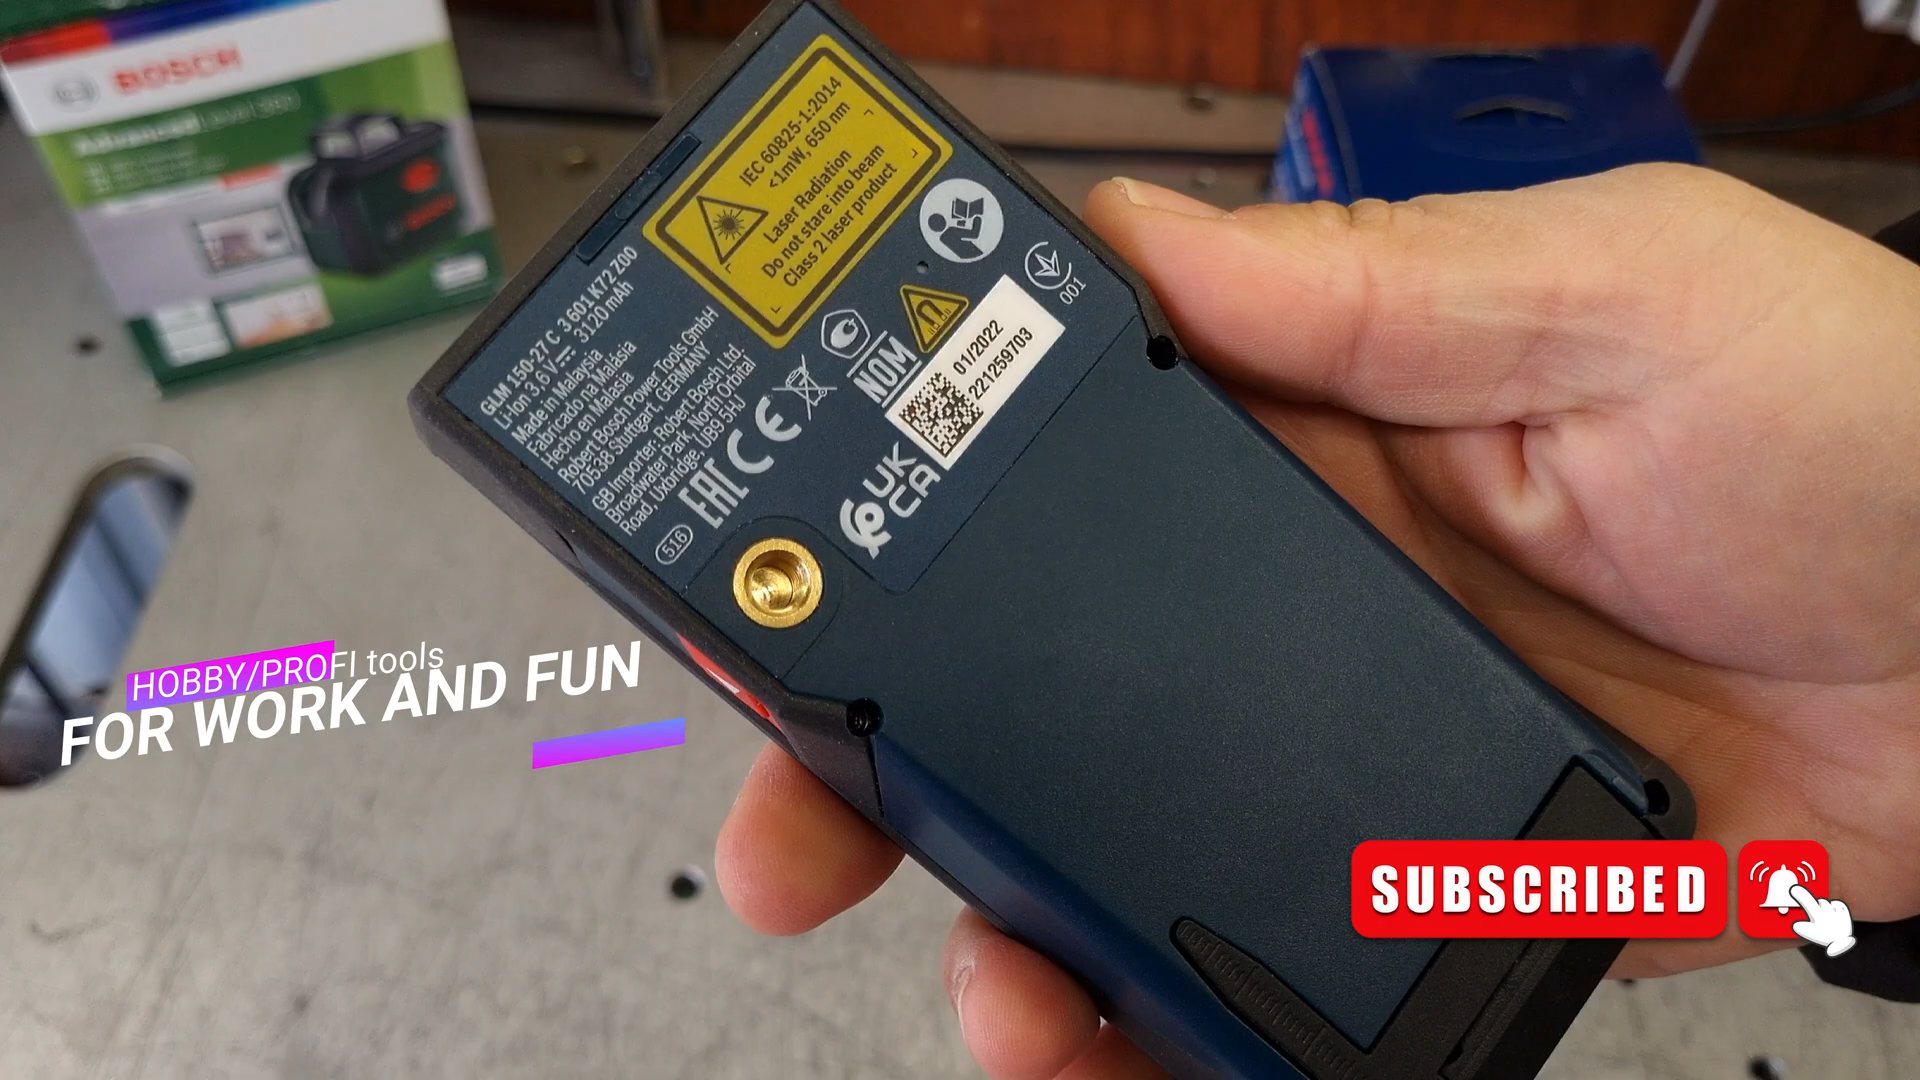 BOSCH
AdvancedLevel 360
IEC 60825-1:2014
<1mW, 650 nm
Laser Radiation
Do not stare into beam
Class 2 laser product
GLM 150-27 C 3 601 K72 Z00
Li-Ion 3.6 V 3120 mAh
Made in Malaysia
Fabricado na Malásia
Hecho en Malasia
Robert Bosch Power Tools GmbH
70538 Stuttgart, GERMANY
GB Importer: Robert Bosch Ltd.
Broadwater Park, North Orbital
Road, Uxbridge, UB9 5HJ
001
NOM
01/2022
221259703
EAC CE
UK
CA
516
HOBBY/PROFI tools
FOR WORK AND FUN
SUBSCRIBED